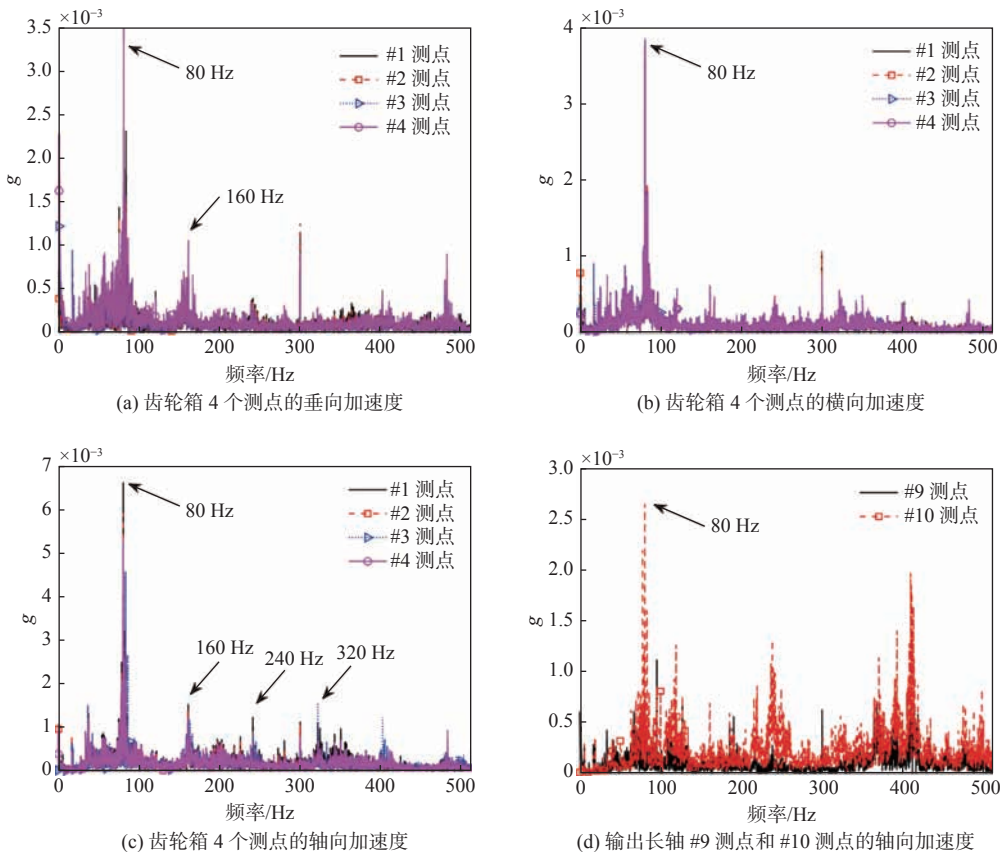 ×10⁻³
3.5
3.0
2.5
2.0
1.5
1.0
0.5
0
g
80 Hz
160 Hz
#1 测点
#2 测点
#3 测点
#4 测点
0 100 200 300 400 500
频率/Hz
(a) 齿轮箱 4 个测点的垂向加速度
×10⁻³
4
3
2
1
0
g
80 Hz
#1 测点
#2 测点
#3 测点
#4 测点
0 100 200 300 400 500
频率/Hz
(b) 齿轮箱 4 个测点的横向加速度
×10⁻³
7
6
5
4
3
2
1
0
g
80 Hz
160 Hz
240 Hz
320 Hz
#1 测点
#2 测点
#3 测点
#4 测点
0 100 200 300 400 500
频率/Hz
(c) 齿轮箱 4 个测点的轴向加速度
×10⁻³
3.0
2.5
2.0
1.5
1.0
0.5
0
g
80 Hz
#9 测点
#10 测点
0 100 200 300 400 500
频率/Hz
(d) 输出长轴 #9 测点和 #10 测点的轴向加速度